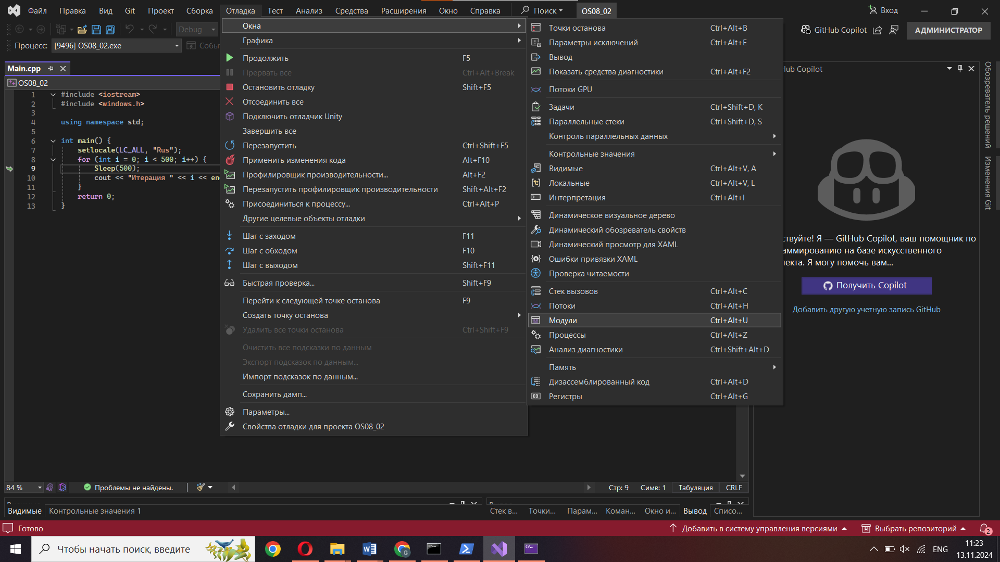 Файл Правка Вид Git Проект Сборка Отладка Тест Анализ Средства Расширения Окно Справка Поиск OS08_02 Вход
Debug
GitHub Copilot АДМИНИСТРАТОР
Процесс: [9496] OS08_02.exe Собы
Main.cpp
OS08_02
1 #include <iostream>
2 #include <windows.h>
3
4 using namespace std;
5
6 int main() {
7 setlocale(LC_ALL, "Rus");
8 for (int i = 0; i < 500; i++) {
9 Sleep(500);
10 cout << "Итерация " << i << en
11 }
12 return 0;
13 }
Окна
Графика
Продолжить F5
Прервать все Ctrl+Alt+Break
Остановить отладку Shift+F5
Отсоединить все
Подключить отладчик Unity
Завершить все
Перезапустить Ctrl+Shift+F5
Применить изменения кода Alt+F10
Профилировщик производительности... Alt+F2
Перезапустить профилировщик производительности Shift+Alt+F2
Присоединиться к процессу... Ctrl+Alt+P
Другие целевые объекты отладки
Шаг с заходом F11
Шаг с обходом F10
Шаг с выходом Shift+F11
Быстрая проверка... Shift+F9
Перейти к следующей точке останова F9
Создать точку останова
Удалить все точки останова Ctrl+Shift+F9
Очистить все подсказки по данным
Экспорт подсказок по данным...
Импорт подсказок по данным...
Сохранить дамп...
Параметры...
Свойства отладки для проекта OS08_02
Точки останова Ctrl+Alt+B
Параметры исключений Ctrl+Alt+E
Вывод
Показать средства диагностики Ctrl+Alt+F2
Потоки GPU
Задачи Ctrl+Shift+D, K
Параллельные стеки Ctrl+Shift+D, S
Контроль параллельных данных
Контрольные значения
Видимые Ctrl+Alt+V, A
Локальные Ctrl+Alt+V, L
Интерпретация Ctrl+Alt+I
Динамическое визуальное дерево
Динамический обозреватель свойств
Динамический просмотр для XAML
Ошибки привязки XAML
Проверка читаемости
Стек вызовов Ctrl+Alt+C
Потоки Ctrl+Alt+H
Модули Ctrl+Alt+U
Процессы Ctrl+Alt+Z
Анализ диагностики Ctrl+Shift+Alt+D
Память
Дизассемблированный код Ctrl+Alt+D
Регистры Ctrl+Alt+G
Hub Copilot
ствуйте! Я — GitHub Copilot, ваш помощник по
аммированию на базе искусственного
лекта. Я могу помочь вам...
Получить Copilot
Добавить другую учетную запись GitHub
Обозреватель решений
Изменения Git
84 % Проблемы не найдены. Стр: 9 Симв: 1 Табуляция CRLF
Видимые Вывод
Видимые Контрольные значения 1 Стек в... Точки... Парам... Коман... Окно и... Вывод Списо...
Готово Добавить в систему управления версиями Выбрать репозиторий 2
Чтобы начать поиск, введите ENG 11:23
13.11.2024